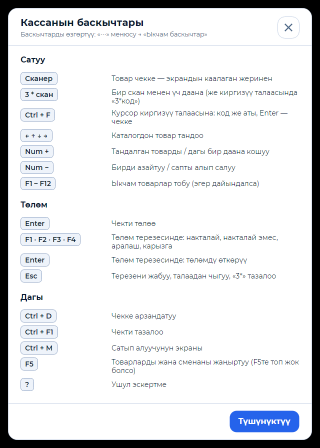 Кассанын баскычтары
Баскычтарды өзгөртүү: «⋯» менюсу → «Ыкчам баскычтар»
Сатуу
Сканер
Товар чекке — экрандын каалаган жеринен
3 * скан
Бир скан менен үч даана (же киргизүү талаасында
«3*код»)
Ctrl + F
Курсор киргизүү талаасына: код же аты, Enter —
чекке
Каталогдон товар тандоо
Num +
Тандалган товарды / дагы бир даана кошуу
Num −
Бирди азайтуу / сапты алып салуу
F1 – F12
Ыкчам товарлар тобу (эгер дайындалса)
Төлөм
Enter
Чекти төлөө
F1 · F2 · F3 · F4
Төлөм терезесинде: накталай, накталай эмес,
аралаш, карызга
Enter
Төлөм терезесинде: төлөмдү өткөрүү
Esc
Терезени жабуу, талаадан чыгуу, «3*» тазалоо
Дагы
Ctrl + D
Чекке арзандатуу
Ctrl + F1
Чекти тазалоо
Ctrl + M
Сатып алуучунун экраны
F5
Товарларды жана сменаны жаңыртуу (F5те топ жок
болсо)
?
Ушул эскертме
Түшүнүктүү